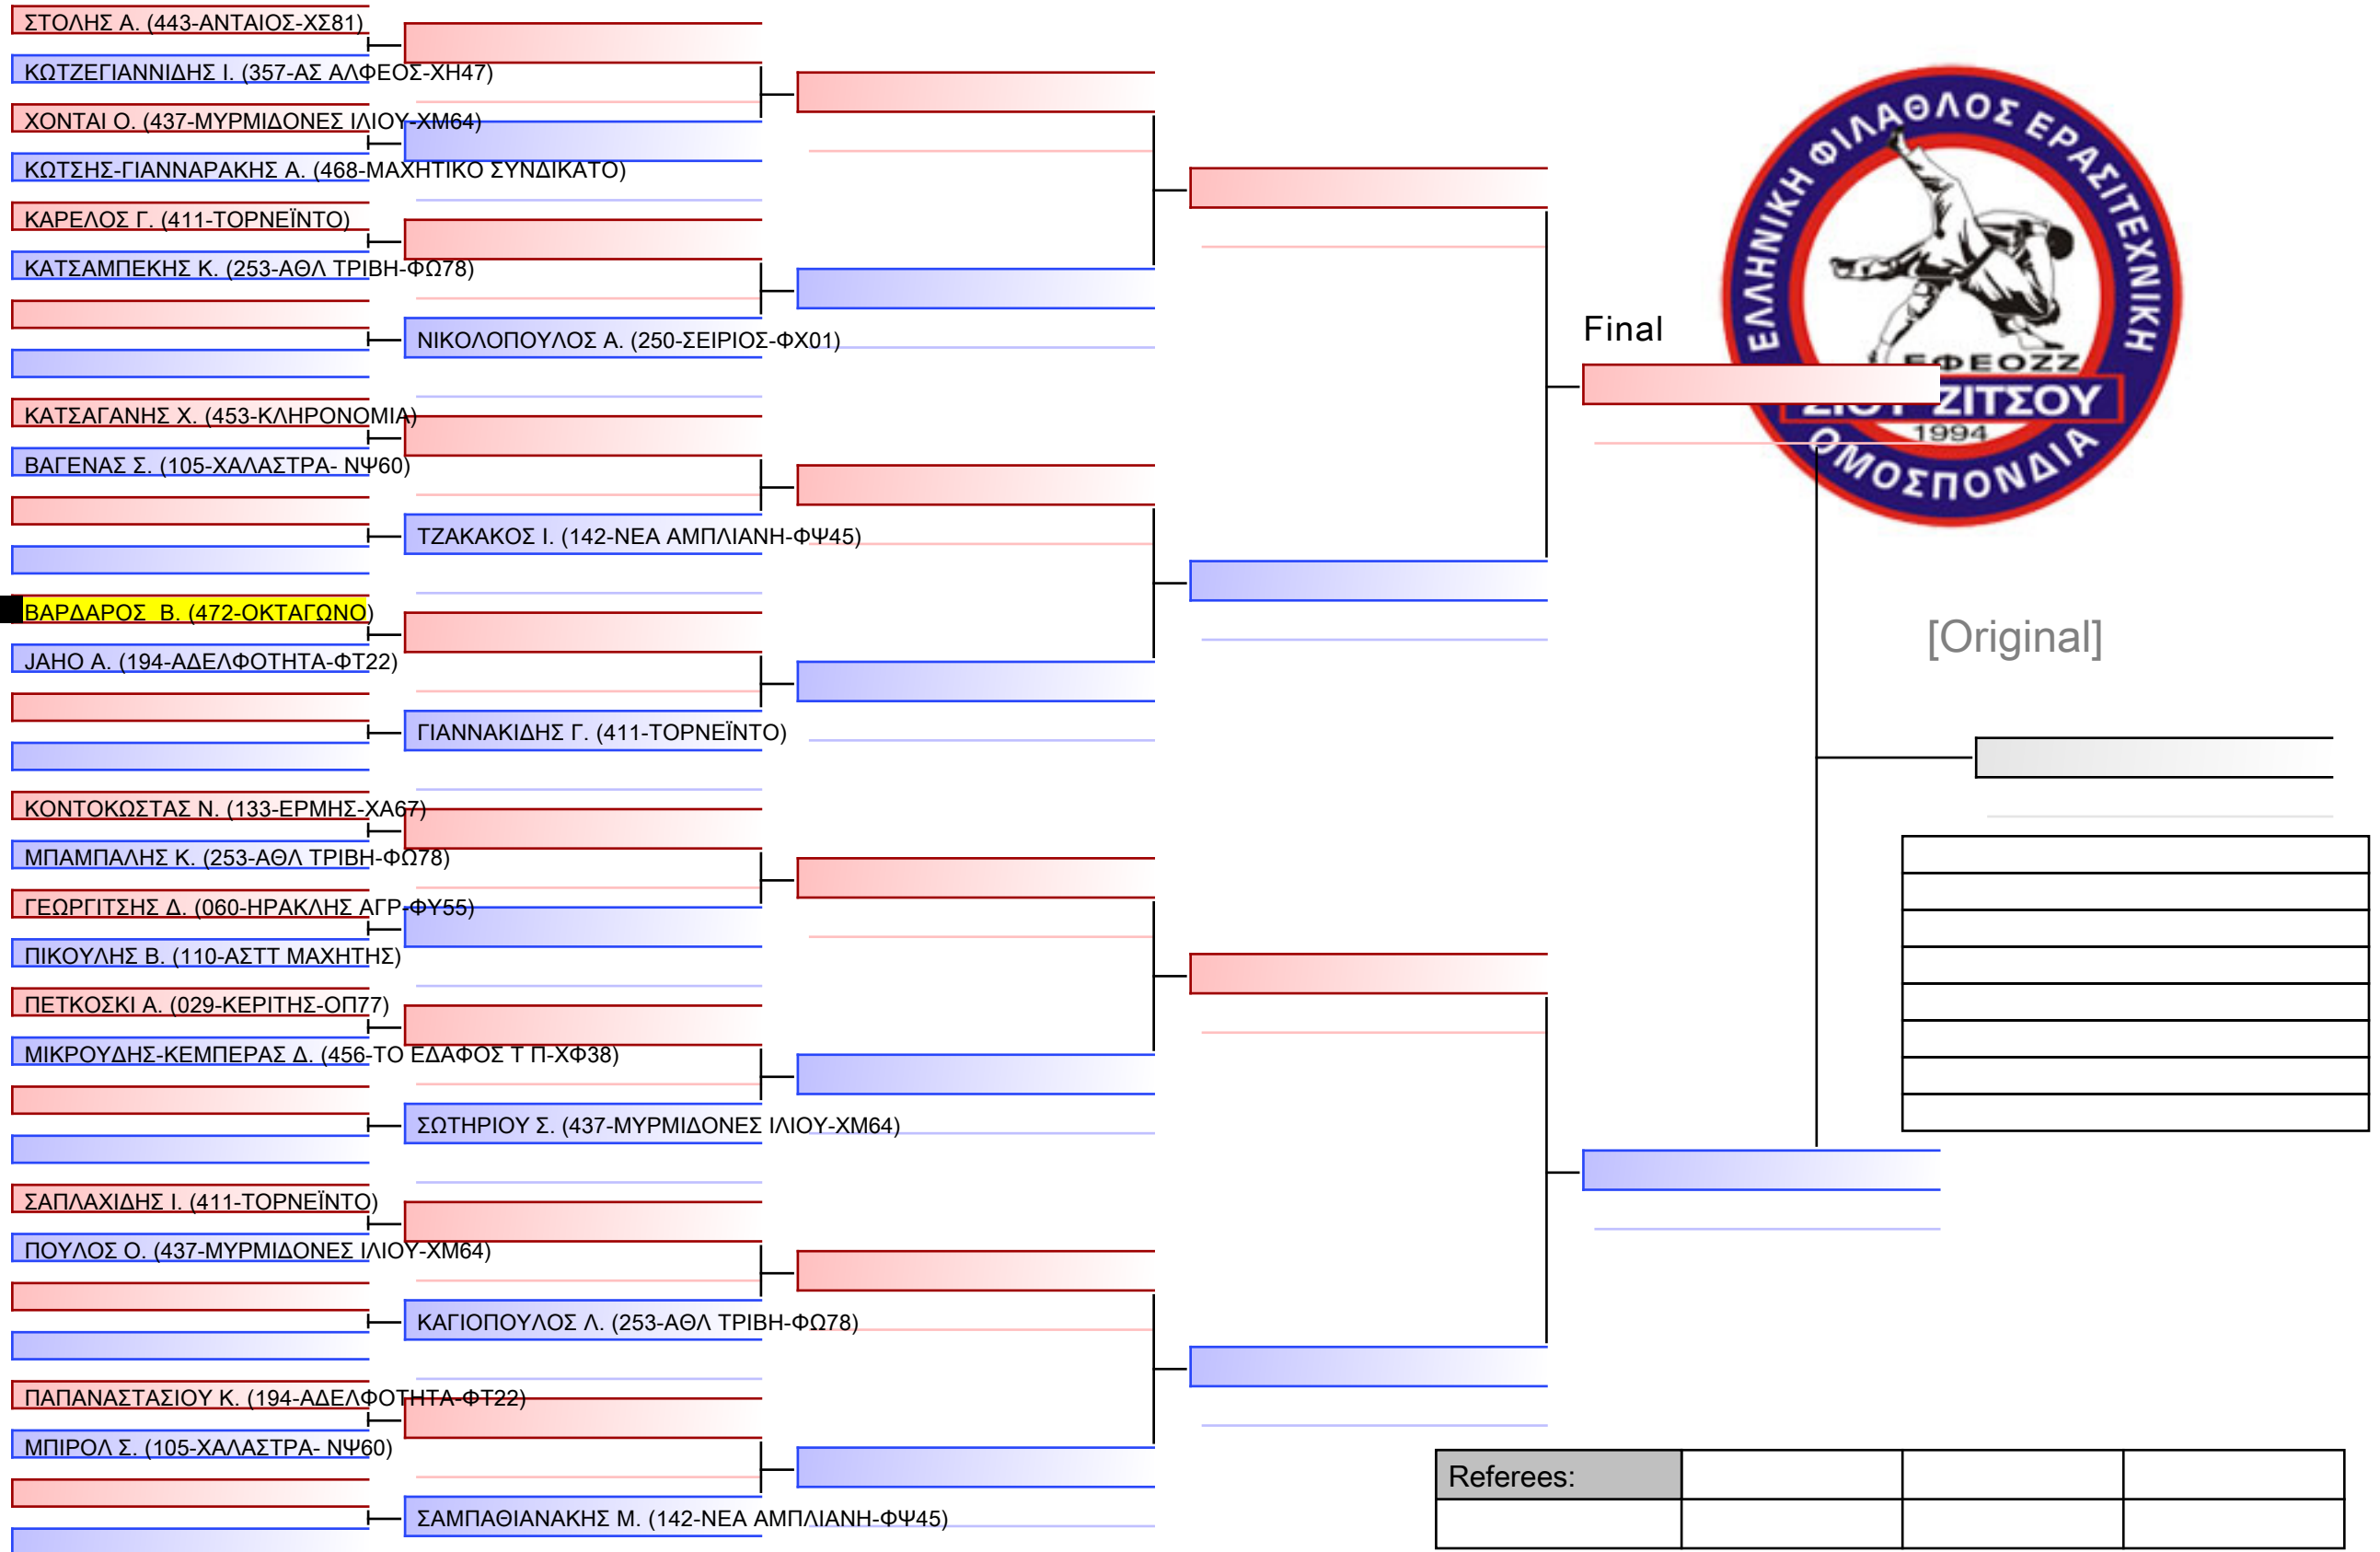 ΣΤΟΛΗΣ Α. (443-ΑΝΤΑΙΟΣ-ΧΣ81)
ΚΩΤΖΕΓΙΑΝΝΙΔΗΣ Ι. (357-ΑΣ ΑΛΦΕΟΣ-ΧΗ47)
ΧΟΝΤΑΙ Ο. (437-ΜΥΡΜΙΔΟΝΕΣ ΙΛΙΟΥ-ΧΜ64)
ΚΩΤΣΗΣ-ΓΙΑΝΝΑΡΑΚΗΣ Α. (468-ΜΑΧΗΤΙΚΟ ΣΥΝΔΙΚΑΤΟ)
ΚΑΡΕΛΟΣ Γ. (411-ΤΟΡΝΕΪΝΤΟ)
ΚΑΤΣΑΜΠΕΚΗΣ Κ. (253-ΑΘΛ ΤΡΙΒΗ-ΦΩ78)
ΝΙΚΟΛΟΠΟΥΛΟΣ Α. (250-ΣΕΙΡΙΟΣ-ΦΧ01)
ΚΑΤΣΑΓΑΝΗΣ Χ. (453-ΚΛΗΡΟΝΟΜΙΑ)
ΒΑΓΕΝΑΣ Σ. (105-ΧΑΛΑΣΤΡΑ- ΝΨ60)
ΤΖΑΚΑΚΟΣ Ι. (142-ΝΕΑ ΑΜΠΛΙΑΝΗ-ΦΨ45)
ΒΑΡΔΑΡΟΣ  Β. (472-ΟΚΤΑΓΩΝΟ)
JAHO A. (194-ΑΔΕΛΦΟΤΗΤΑ-ΦΤ22)
ΓΙΑΝΝΑΚΙΔΗΣ Γ. (411-ΤΟΡΝΕΪΝΤΟ)
ΚΟΝΤΟΚΩΣΤΑΣ Ν. (133-ΕΡΜΗΣ-ΧΑ67)
ΜΠΑΜΠΑΛΗΣ Κ. (253-ΑΘΛ ΤΡΙΒΗ-ΦΩ78)
ΓΕΩΡΓΙΤΣΗΣ Δ. (060-ΗΡΑΚΛΗΣ ΑΓΡ-ΦΥ55)
ΠΙΚΟΥΛΗΣ Β. (110-ΑΣΤΤ ΜΑΧΗΤΗΣ)
ΠΕΤΚΟΣΚΙ Α. (029-ΚΕΡΙΤΗΣ-ΟΠ77)
ΜΙΚΡΟΥΔΗΣ-ΚΕΜΠΕΡΑΣ Δ. (456-ΤΟ ΕΔΑΦΟΣ Τ Π-ΧΦ38)
ΣΩΤΗΡΙΟΥ Σ. (437-ΜΥΡΜΙΔΟΝΕΣ ΙΛΙΟΥ-ΧΜ64)
ΣΑΠΛΑΧΙΔΗΣ Ι. (411-ΤΟΡΝΕΪΝΤΟ)
ΠΟΥΛΟΣ Ο. (437-ΜΥΡΜΙΔΟΝΕΣ ΙΛΙΟΥ-ΧΜ64)
ΚΑΓΙΟΠΟΥΛΟΣ Λ. (253-ΑΘΛ ΤΡΙΒΗ-ΦΩ78)
ΠΑΠΑΝΑΣΤΑΣΙΟΥ Κ. (194-ΑΔΕΛΦΟΤΗΤΑ-ΦΤ22)
ΜΠΙΡΟΛ Σ. (105-ΧΑΛΑΣΤΡΑ- ΝΨ60)
ΣΑΜΠΑΘΙΑΝΑΚΗΣ Μ. (142-ΝΕΑ ΑΜΠΛΙΑΝΗ-ΦΨ45)
Final
ΕΛΛΗΝΙΚΗ ΦΙΛΑΘΛΟΣ ΕΡΑΣΙΤΕΧΝΙΚΗ
ΕΦΕΟΖΖ
ΖΙΟΥ ΖΙΤΣΟΥ
1994
ΟΜΟΣΠΟΝΔΙΑ
[Original]
Referees: